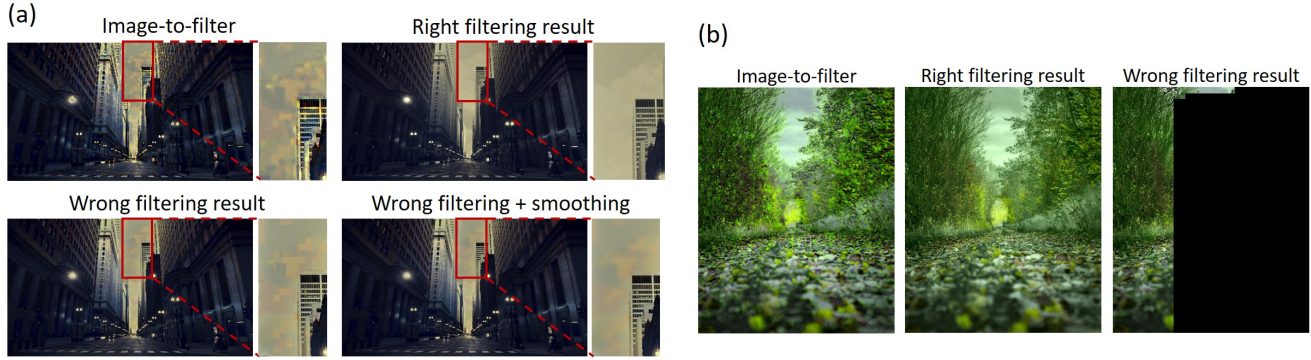 (a)
Image-to-filter
Right filtering result
Wrong filtering result
Wrong filtering + smoothing
(b)
Image-to-filter
Right filtering result
Wrong filtering result